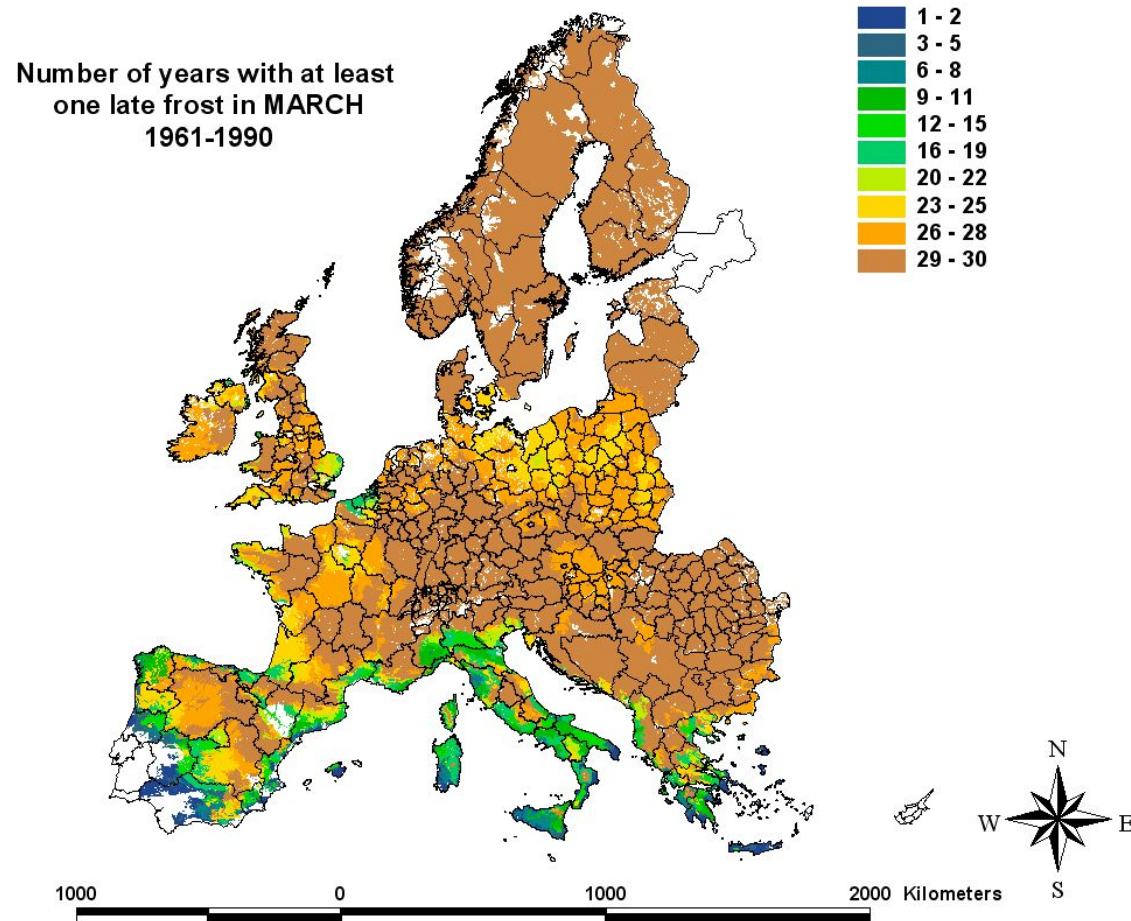 Number of years with at least
one late frost in MARCH
1961-1990
1 - 2
3 - 5
6 - 8
9 - 11
12 - 15
16 - 19
20 - 22
23 - 25
26 - 28
29 - 30
N
W E
S
1000 0 1000 2000 Kilometers